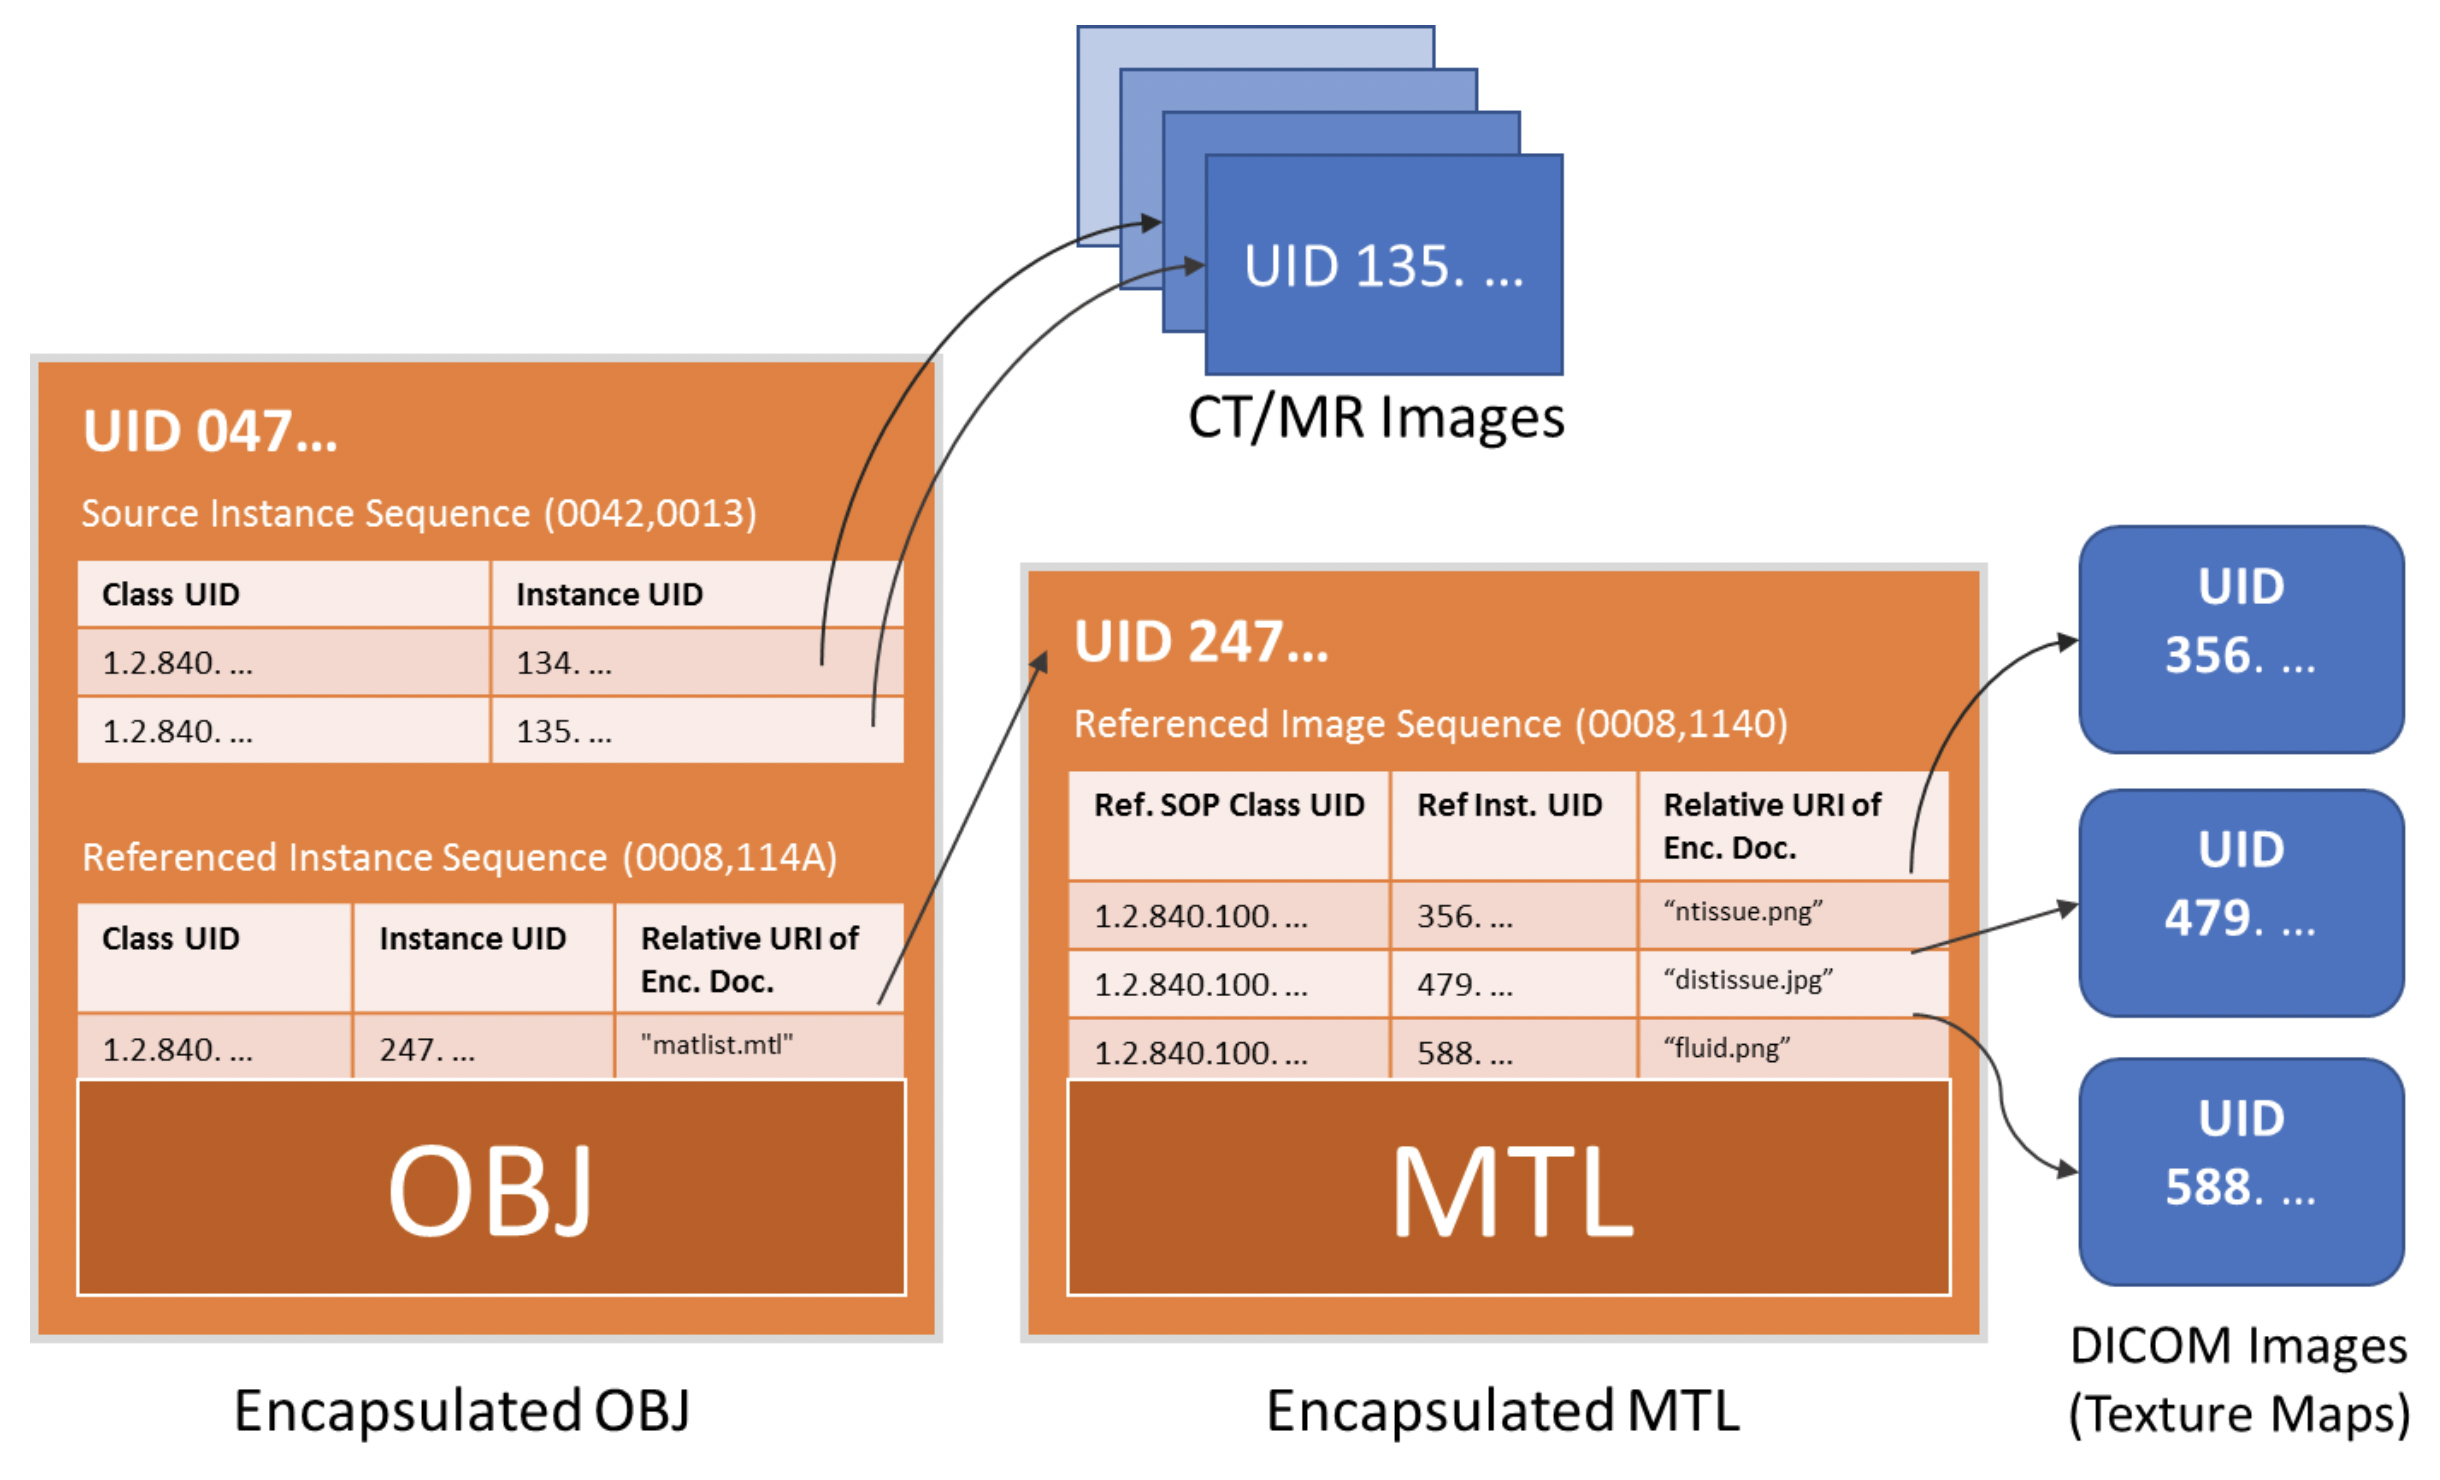 UID 135. ...
CT/MR Images
UID 047...
Source Instance Sequence (0042,0013)
Class UID Instance UID
1.2.840. ... 134. ...
1.2.840. ... 135. ...
Referenced Instance Sequence (0008,114A)
Class UID Instance UID Relative URI of
Enc. Doc.
1.2.840. ... 247. ... "matlist.mtl"
OBJ
Encapsulated OBJ
UID 247...
Referenced Image Sequence (0008,1140)
Ref. SOP Class UID Ref Inst. UID Relative URI of
Enc. Doc.
1.2.840.100. ... 356. ... “ntissue.png”
1.2.840.100. ... 479. ... “distissue.jpg”
1.2.840.100. ... 588. ... “fluid.png”
MTL
Encapsulated MTL
UID
356. ...
UID
479. ...
UID
588. ...
DICOM Images
(Texture Maps)